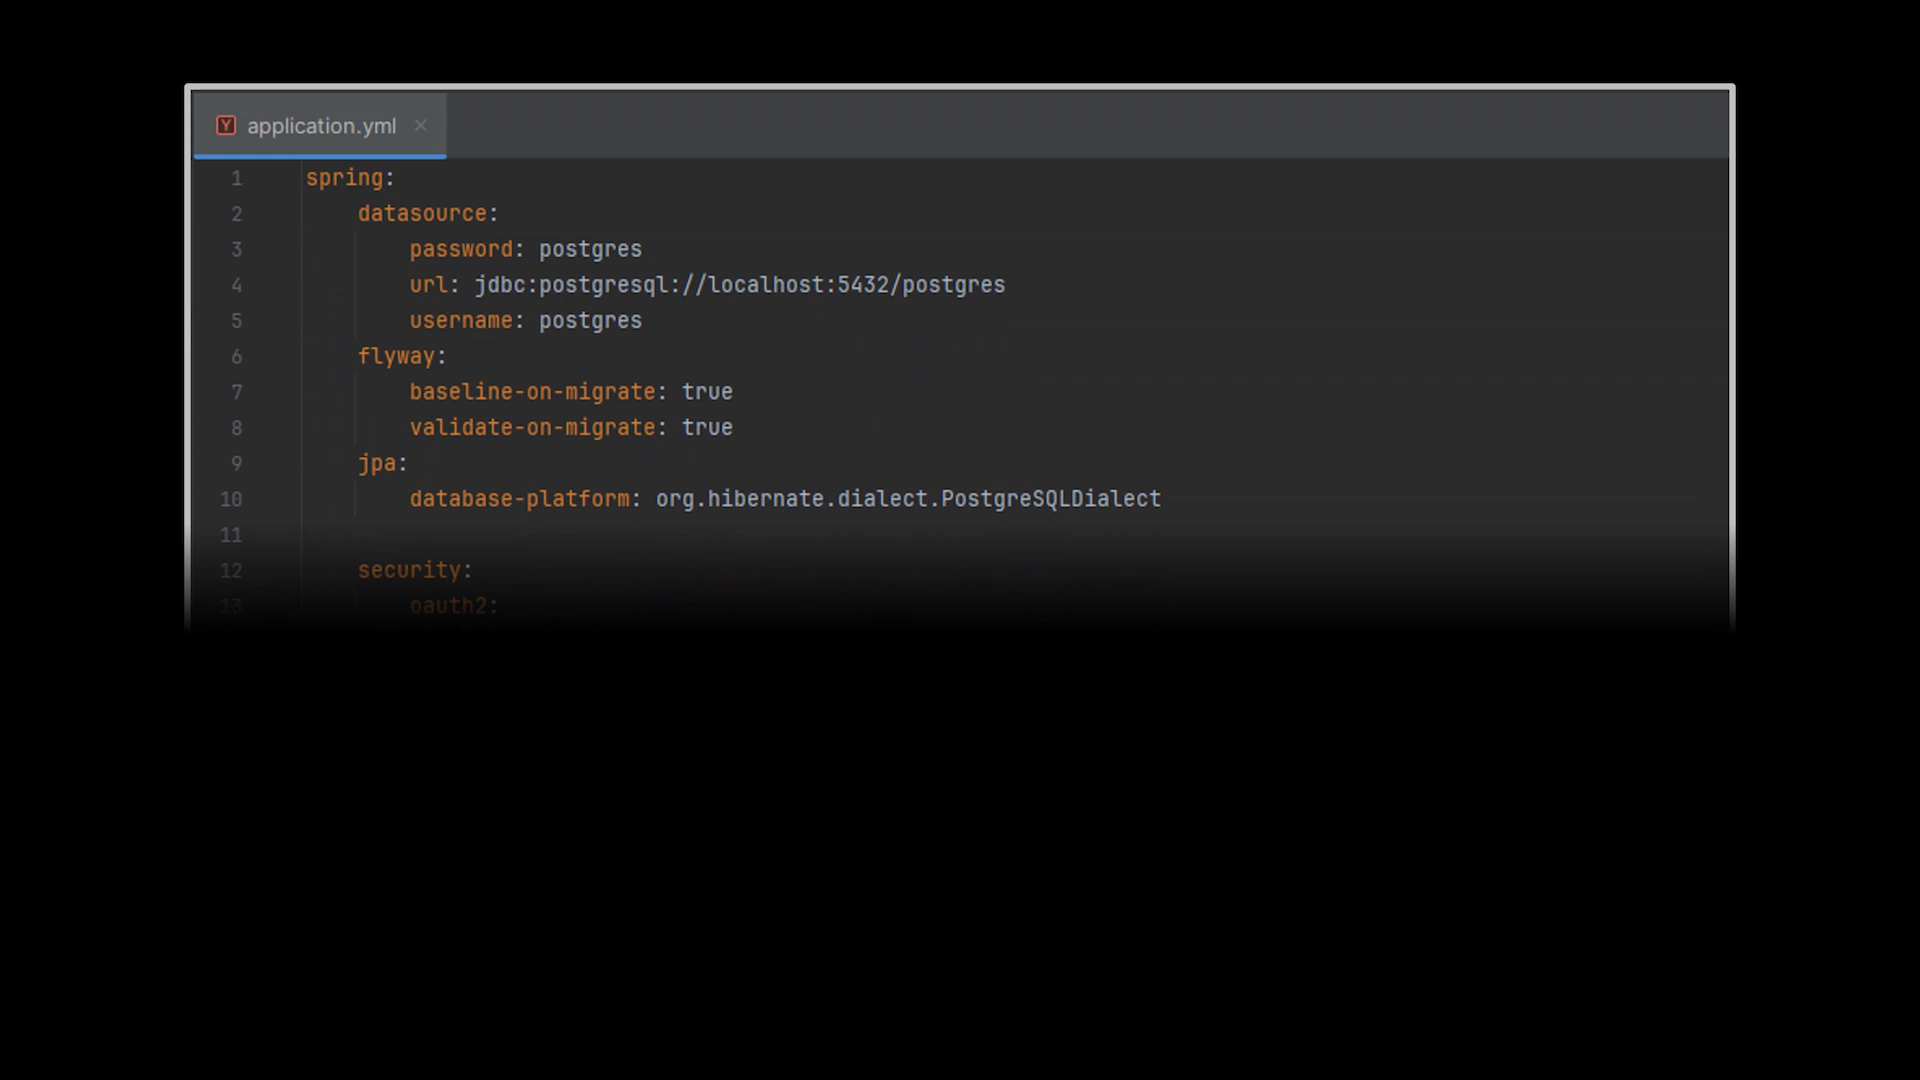 application.yml
1 spring:
2 datasource:
3 password: postgres
4 url: jdbc:postgresql://localhost:5432/postgres
5 username: postgres
6 flyway:
7 baseline-on-migrate: true
8 validate-on-migrate: true
9 jpa:
10 database-platform: org.hibernate.dialect.PostgreSQLDialect
11
12 security:
13 oauth2: